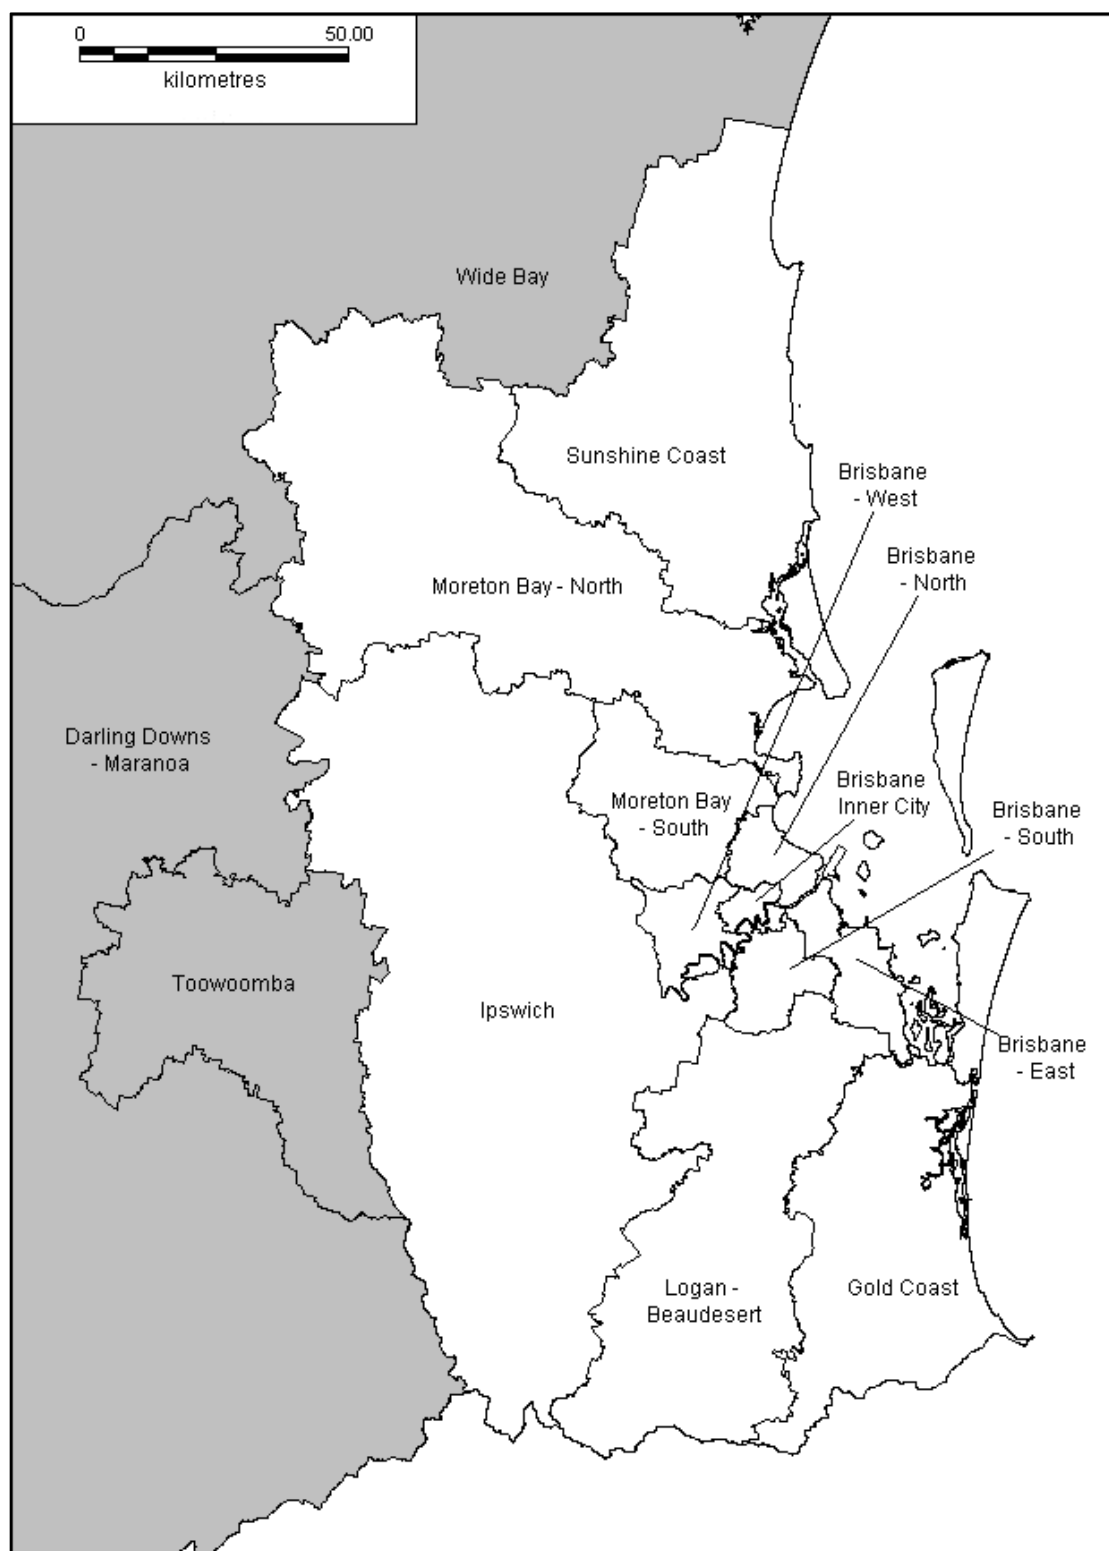 0 50.00
kilometres
Wide Bay
Sunshine Coast
Brisbane
- West
Brisbane
- North
Moreton Bay - North
Darling Downs
- Maranoa
Brisbane
Inner City
Moreton Bay
- South
Brisbane
- South
Toowoomba
Ipswich
Brisbane
- East
Logan -
Beaudesert
Gold Coast